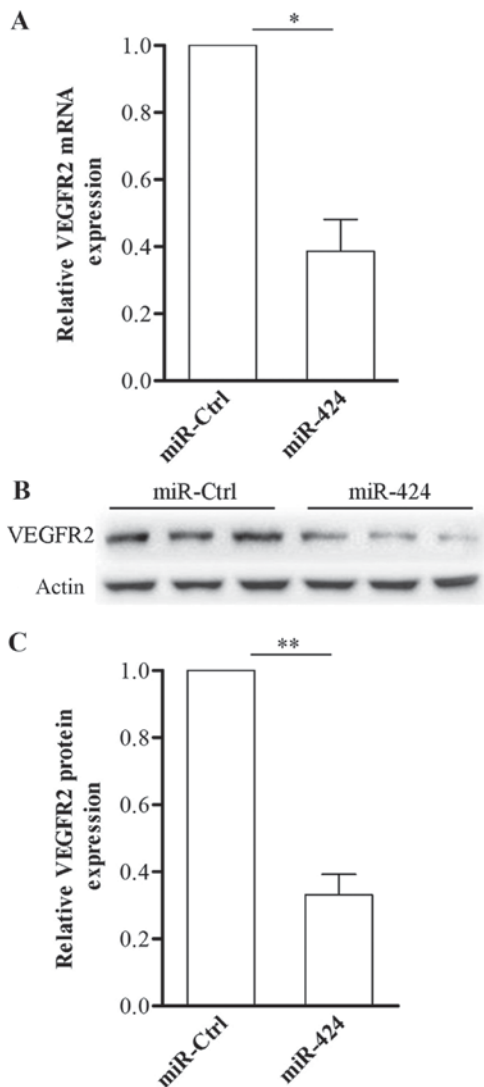 A
*
Relative VEGFR2 mRNA
expression
1.0
0.8
0.6
0.4
0.2
0.0
miR-Ctrl
miR-424
B
miR-Ctrl
miR-424
VEGFR2
Actin
C
**
Relative VEGFR2 protein
expression
1.0
0.8
0.6
0.4
0.2
0.0
miR-Ctrl
miR-424